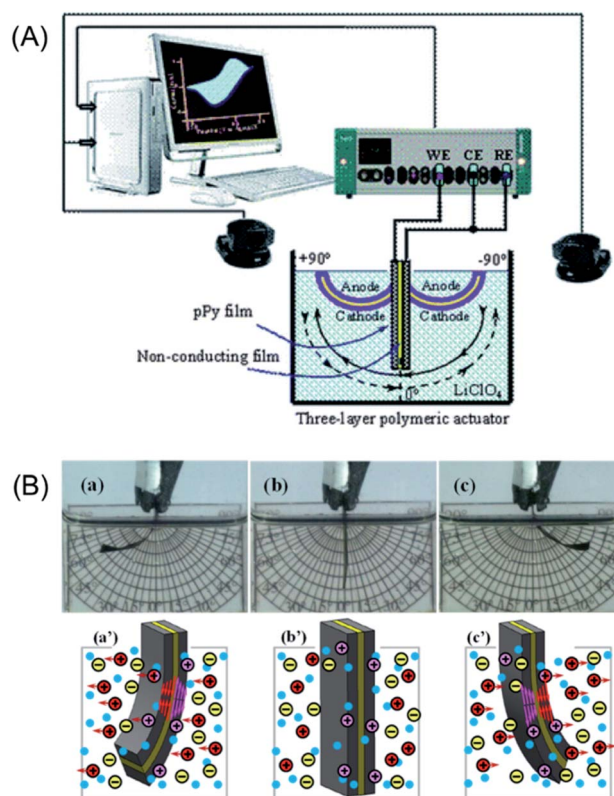 (A)
WE CE RE
+90° -90°
Anode Anode
Cathode Cathode
pPy film
Non-conducting film
0°
LiClO₄
Three-layer polymeric actuator
(B)
(a) (b) (c)
(a') (b') (c')